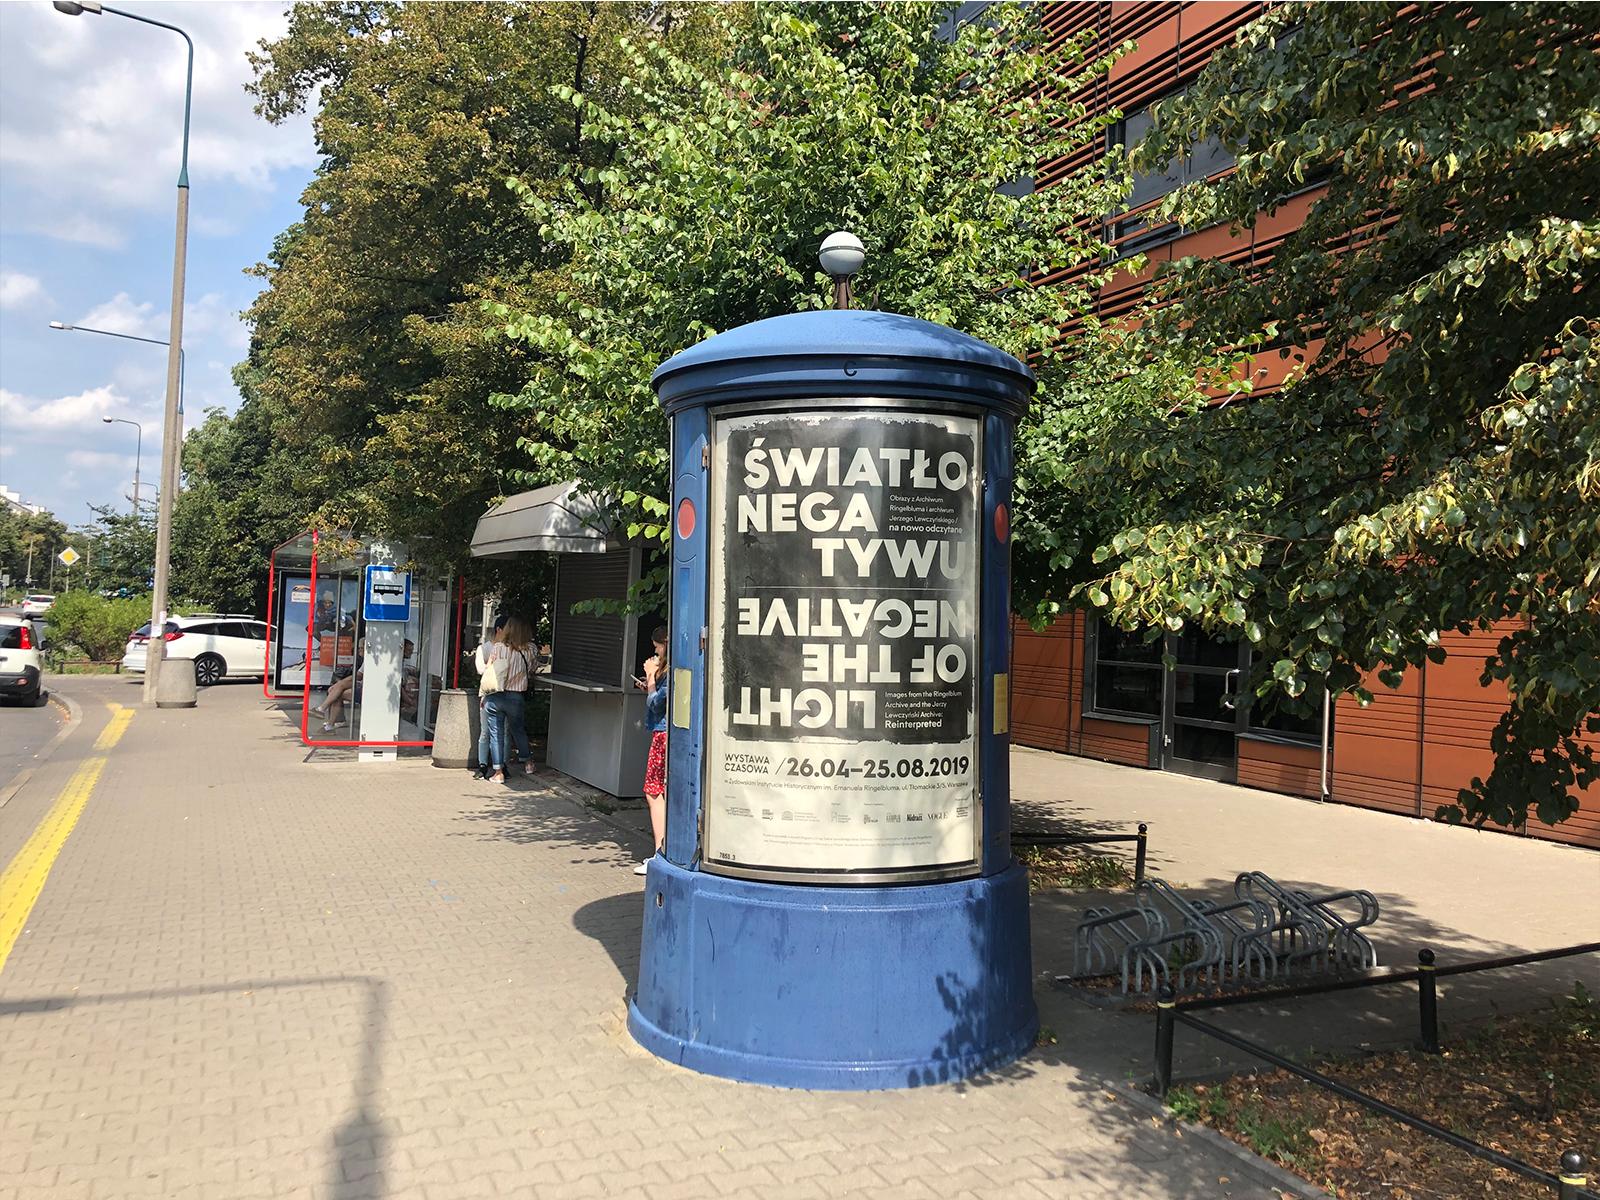 ŚWIATŁO
NEGA
TYWU
Obrazy z Archiwum
Ringelbluma i archiwum
Jerzego Lewczyńskiego /
na nowo odczytane
NEGATIVE
OF THE
LIGHT
Images from the Ringelblum
Archive and the Jerzy
Lewczyński Archive:
Reinterpreted
WYSTAWA
CZASOWA / 26.04–25.08.2019
w Żydowskim Instytucie Historycznym im. Emanuela Ringelbluma, ul. Tłomackie 3/5, Warszawa
VOGUE
7853_3